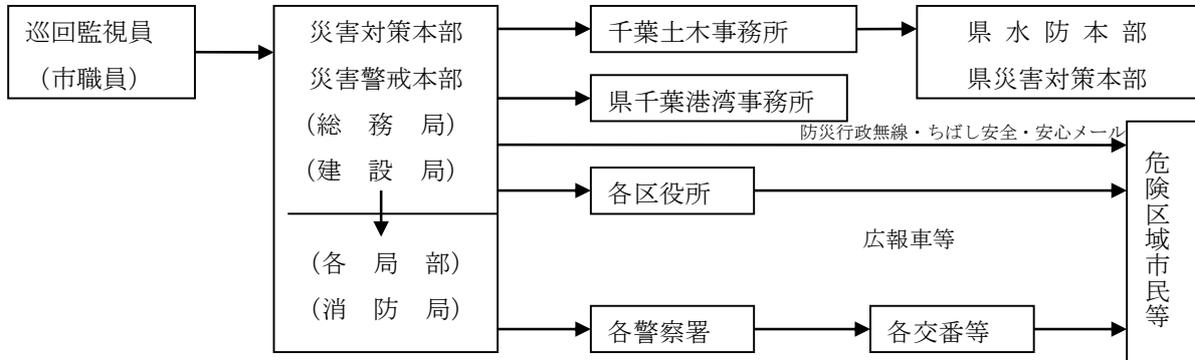 巡回監視員
（市職員）
災害対策本部
災害警戒本部
（総　務　局）
（建　設　局）
（各　局　部）
（消　防　局）
千葉土木事務所
県 水 防 本 部
県災害対策本部
県千葉港湾事務所
防災行政無線・ちばし安全・安心メール
各区役所
広報車等
各警察署
各交番等
危険区域市民等